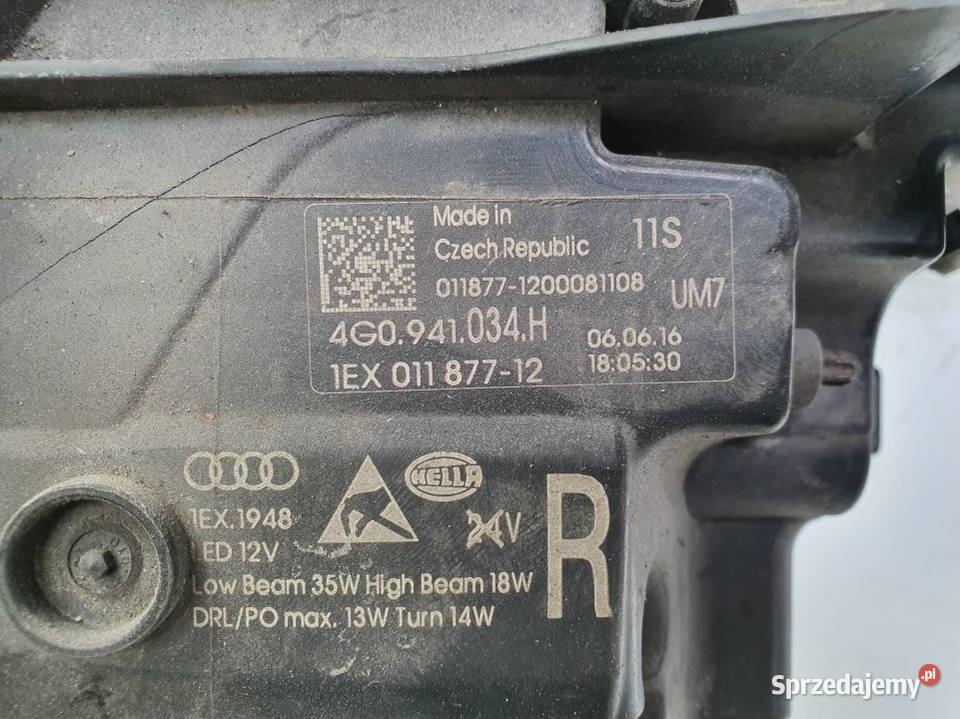 Made in
Czech Republic
11S
011877-1200081108
UM7
4G0.941.034.H
06.06.16
1EX 011 877-12
18:05:30
HELLA
1EX.1948
24V
LED 12V
R
Low Beam 35W High Beam 18W
DRL/PO max. 13W Turn 14W
Sprzedajemy.pl